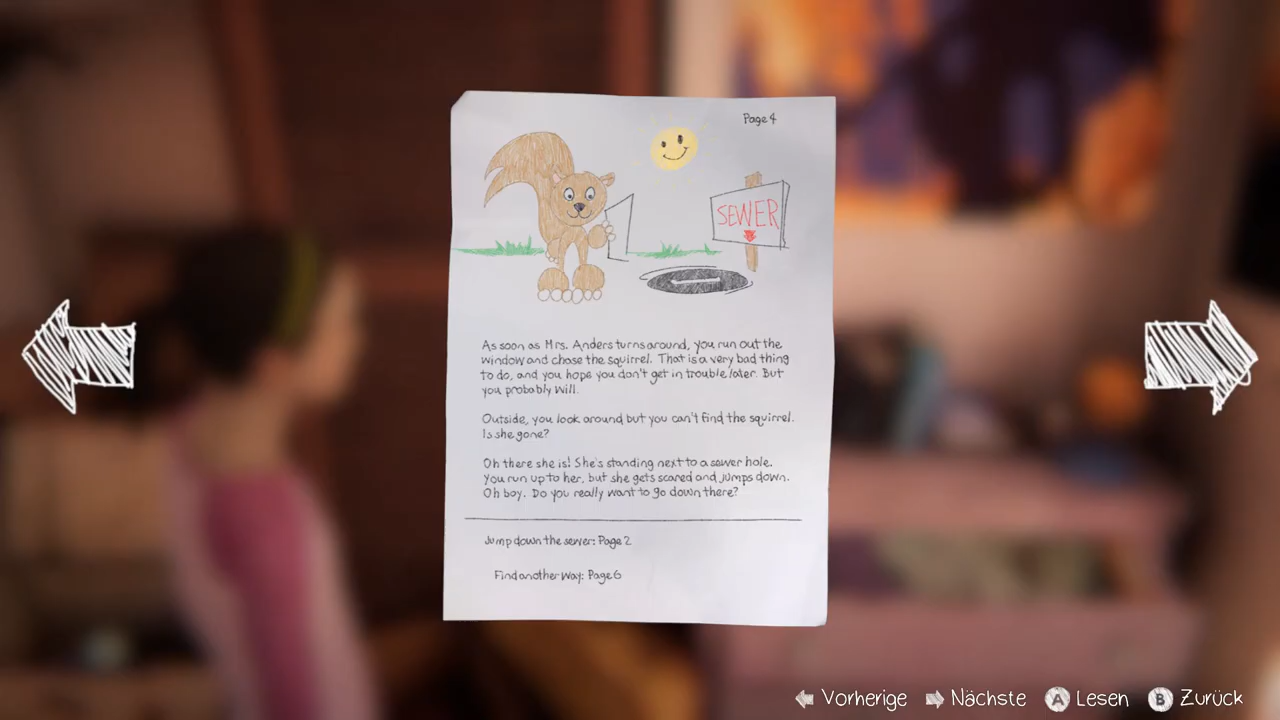 Page 4
SEWER
As soon as Mrs. Anders turns around, you run out the
window and chase the squirrel. That is a very bad thing
to do, and you hope you don't get in trouble later. But
you probably will.
Outside, you look around but you can't find the squirrel.
Is she gone?
Oh there she is! She's standing next to a sewer hole.
You run up to her, but she gets scared and jumps down.
Oh boy. Do you really want to go down there?
Jump down the sewer: Page 2
Find another way: Page 6
Vorherige Nächste A Lesen B Zurück